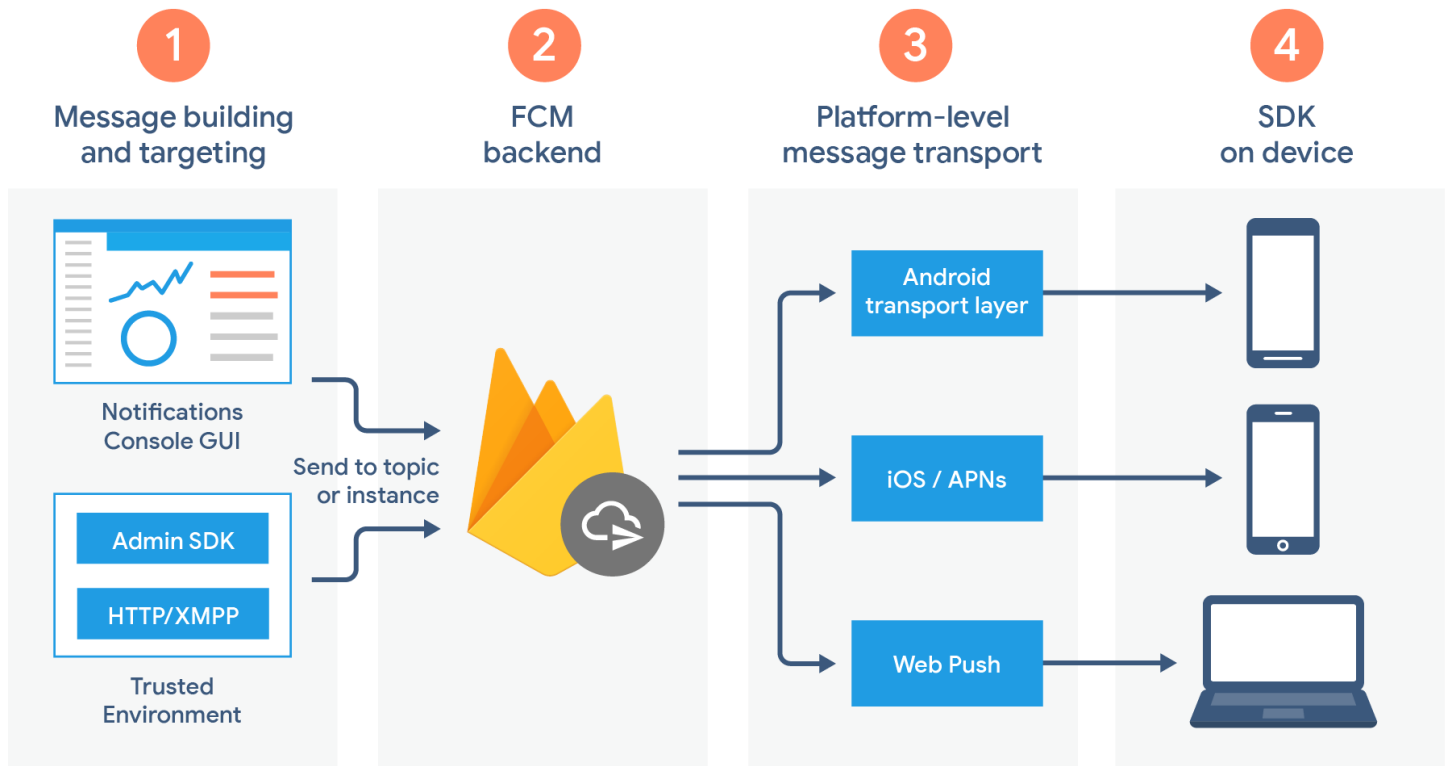 1
Message building
and targeting
2
FCM
backend
3
Platform-level
message transport
4
SDK
on device
Notifications
Console GUI
Send to topic
or instance
Admin SDK
HTTP/XMPP
Trusted
Environment
Android
transport layer
iOS / APNs
Web Push